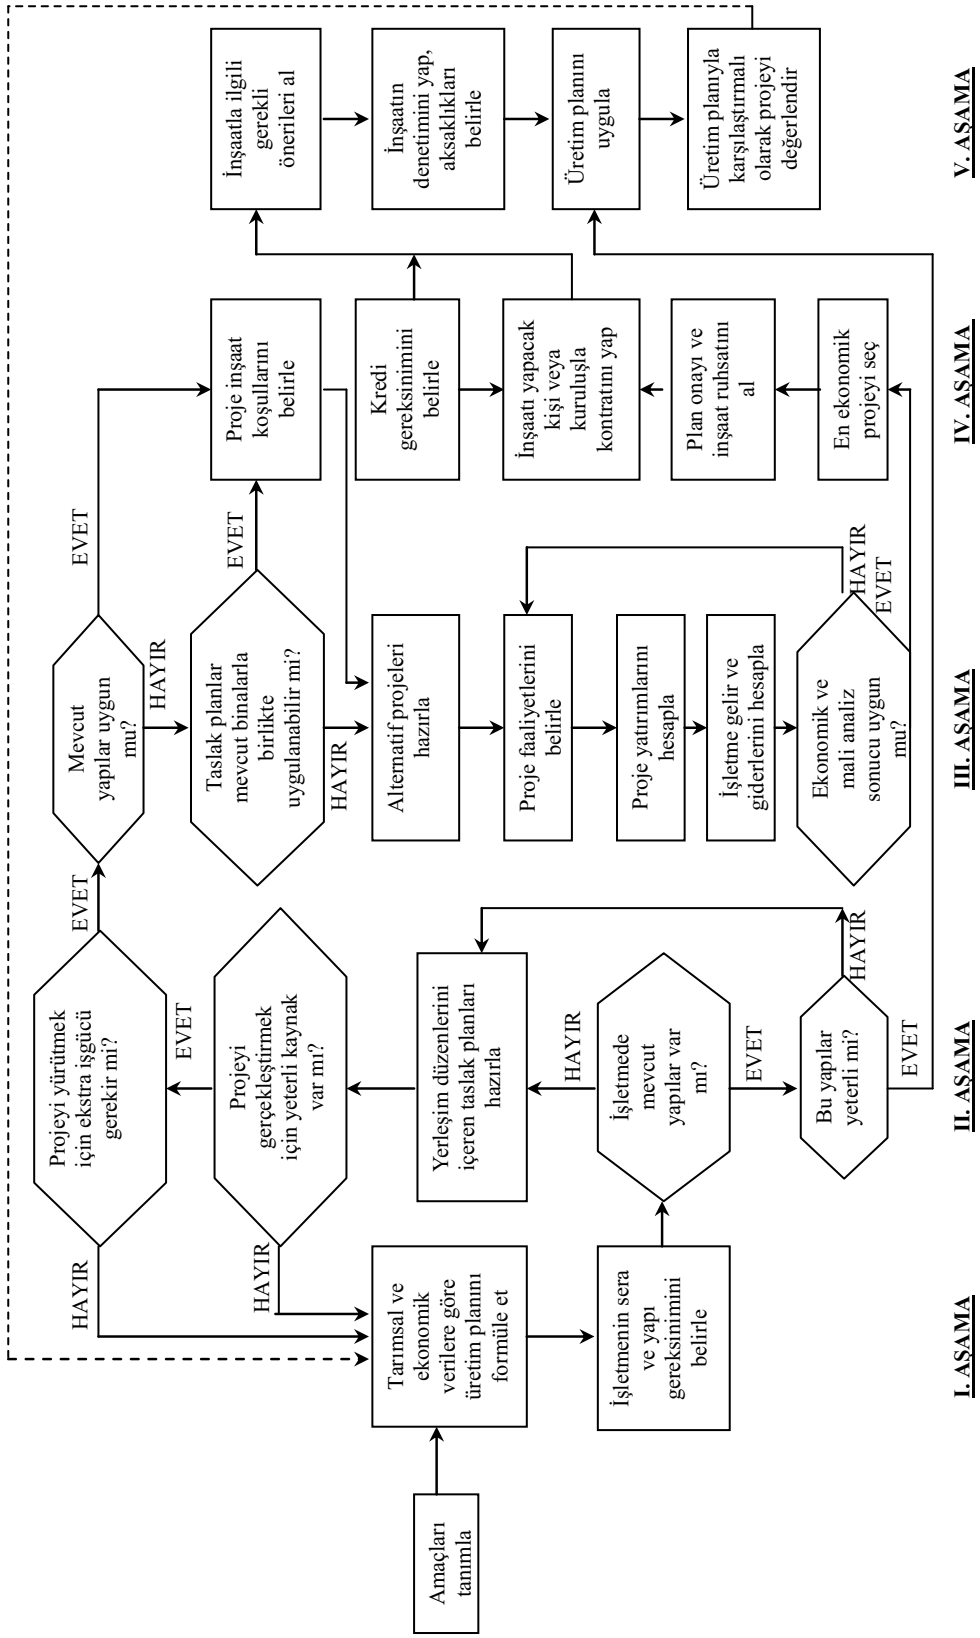 Amaçları
tanımla
Tarımsal ve
ekonomik
verilere göre
üretim planını
formüle et
İşletmenin sera
ve yapı
gereksinimini
belirle
I. AŞAMA
HAYIR
HAYIR
Projeyi yürütmek
için ekstra işgücü
gerekir mi?
EVET
EVET
Projeyi
gerçekleştirmek
için yeterli kaynak
var mı?
Yerleşim düzenlerini
içeren taslak planları
hazırla
HAYIR
İşletmede
mevcut
yapılar var
mı?
EVET
Bu yapılar
yeterli mi?
HAYIR
EVET
II. AŞAMA
Mevcut
yapılar uygun
mu?
EVET
HAYIR
Taslak planlar
mevcut binalarla
birlikte
uygulanabilir mi?
EVET
HAYIR
Alternatif projeleri
hazırla
Proje faaliyetlerini
belirle
Proje yatırımlarını
hesapla
İşletme gelir ve
giderlerini hesapla
Ekonomik ve
mali analiz
sonucu uygun
mu?
HAYIR
EVET
III. AŞAMA
Proje inşaat
koşullarını
belirle
Kredi
gereksinimini
belirle
İnşaatı yapacak
kişi veya
kuruluşla
kontratını yap
Plan onayı ve
inşaat ruhsatını
al
En ekonomik
projeyi seç
IV. AŞAMA
İnşaatla ilgili
gerekli
önerileri al
İnşaatın
denetimini yap,
aksaklıkları
belirle
Üretim planını
uygula
Üretim planıyla
karşılaştırmalı
olarak projeyi
değerlendir
V. AŞAMA